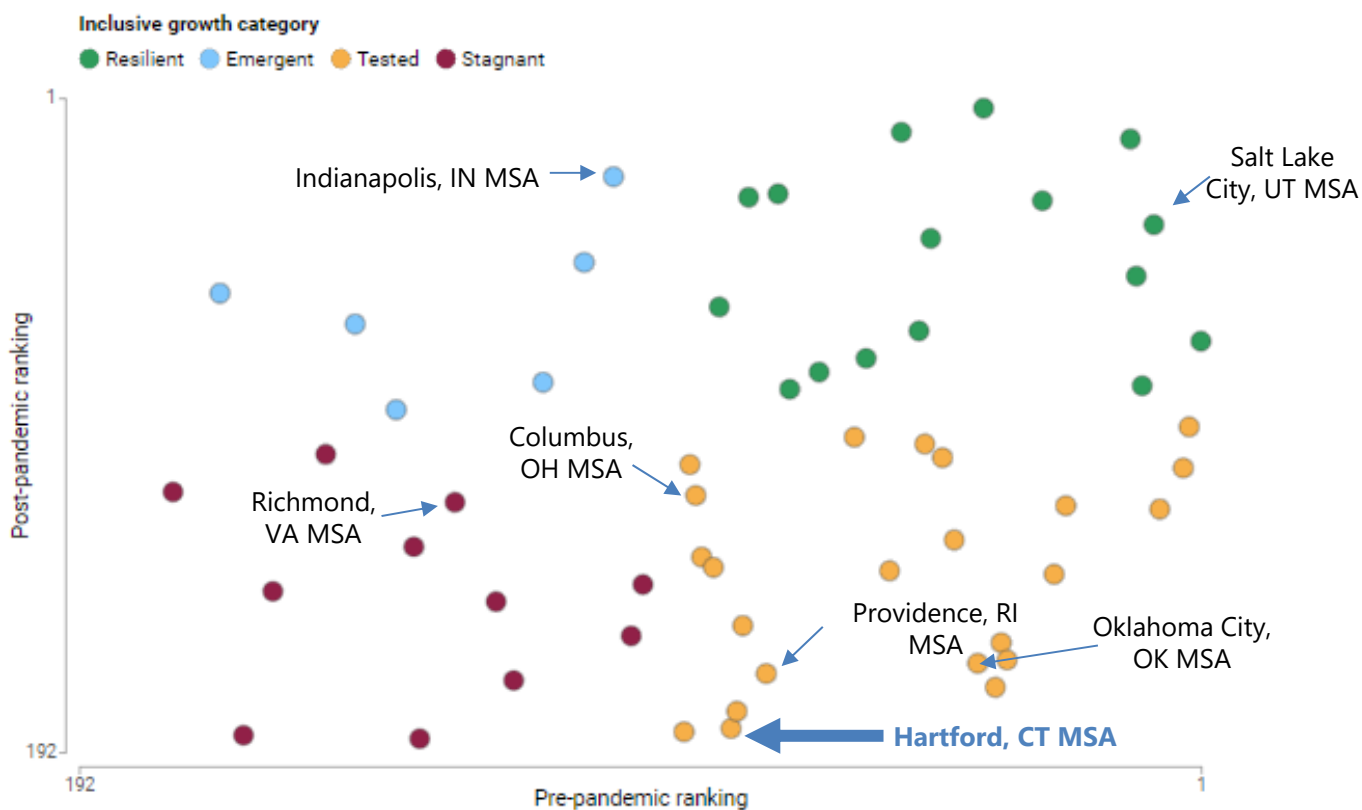 Inclusive growth category
Resilient Emergent Tested Stagnant
1
Indianapolis, IN MSA
Salt Lake
City, UT MSA
Post-pandemic ranking
Columbus,
OH MSA
Richmond,
VA MSA
Providence, RI
MSA
Oklahoma City,
OK MSA
Hartford, CT MSA
192
192
1
Pre-pandemic ranking